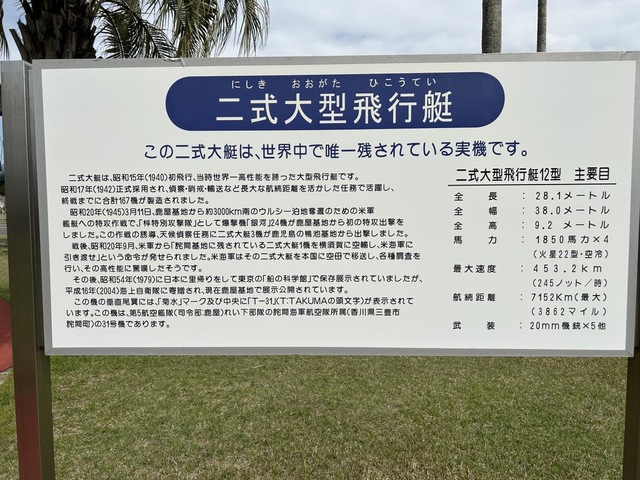 にしき おおがた ひこうてい
二式大型飛行艇
この二式大艇は、世界中で唯一残されている実機です。
二式大艇は、昭和15年(1940)初飛行、当時世界一高性能を誇った大型飛行艇です。
昭和17年(1942)正式採用され、偵察・哨戒・輸送など長大な航続距離を活かした任務で活躍し、
終戦までに合計167機が製造されました。
昭和20年(1945)3月11日、鹿屋基地から約3000km南のウルシー泊地奪還のための米軍
艦艇への特攻作戦で、「梓特別攻撃隊」として爆撃機「銀河」24機が鹿屋基地から初の特攻出撃を
しました。この作戦の誘導、天候偵察任務に二式大艇3機が鹿児島の鴨池基地から出撃しました。
戦後、昭和20年9月、米軍から「詫間基地に残されている二式大艇1機を横須賀に空輸し、米海軍に
引き渡せ」という命令が発せられました。米海軍はその二式大艇を本国に空母で移送し、各種調査を
行い、その高性能に驚嘆したそうです。
その後、昭和54年(1979)に日本に里帰りをして東京の「船の科学館」で保存展示されていましたが、
平成16年(2004)海上自衛隊に寄贈され、現在鹿屋基地で展示公開されています。
この機の垂直尾翼には、「菊水」マーク及び中央に「T-31」(T:TAKUMAの頭文字)が表示されて
います。この機は、第5航空艦隊(司令部:鹿屋)れい下部隊の詫間海軍航空隊所属(香川県三豊市
詫間町)の31号機であります。
二式大型飛行艇12型 主要目
全長 : 28.1メートル
全幅 : 38.0メートル
全高 : 9.2 メートル
馬力 : 1850馬力×4
(火星22型・空冷)
最大速度 : 453.2km
(245ノット/時)
航続距離 : 7152Km(最大)
(3862マイル)
武装 : 20mm機銃×5他